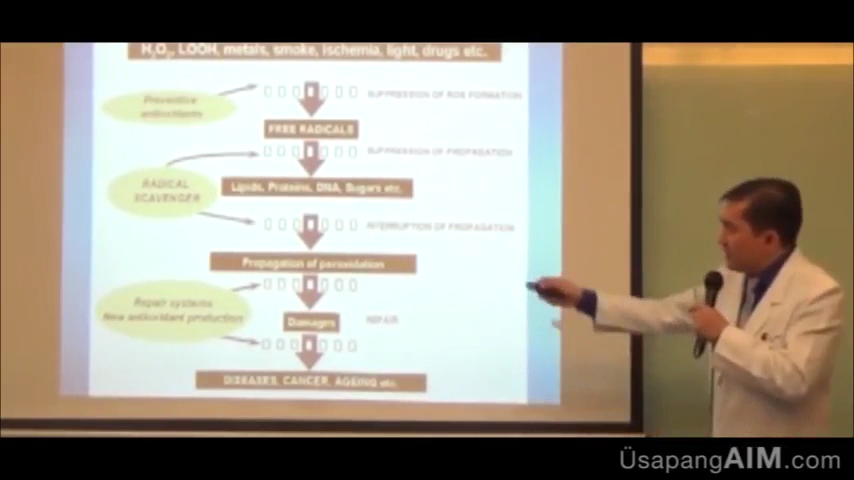 H₂O₂, LOOH, metals, smoke, ischemia, light, drugs etc.
Preventive
antioxidants
SUPPRESSION OF ROS FORMATION
FREE RADICALS
SUPPRESSION OF PROPAGATION
RADICAL
SCAVENGER
Lipids, Proteins, DNA, Sugars etc.
INTERRUPTION OF PROPAGATION
Propagation of peroxidation
Repair systems
New antioxidant production
Damages
REPAIR
DISEASES, CANCER, AGEING etc.
ÜsapangAIM.com